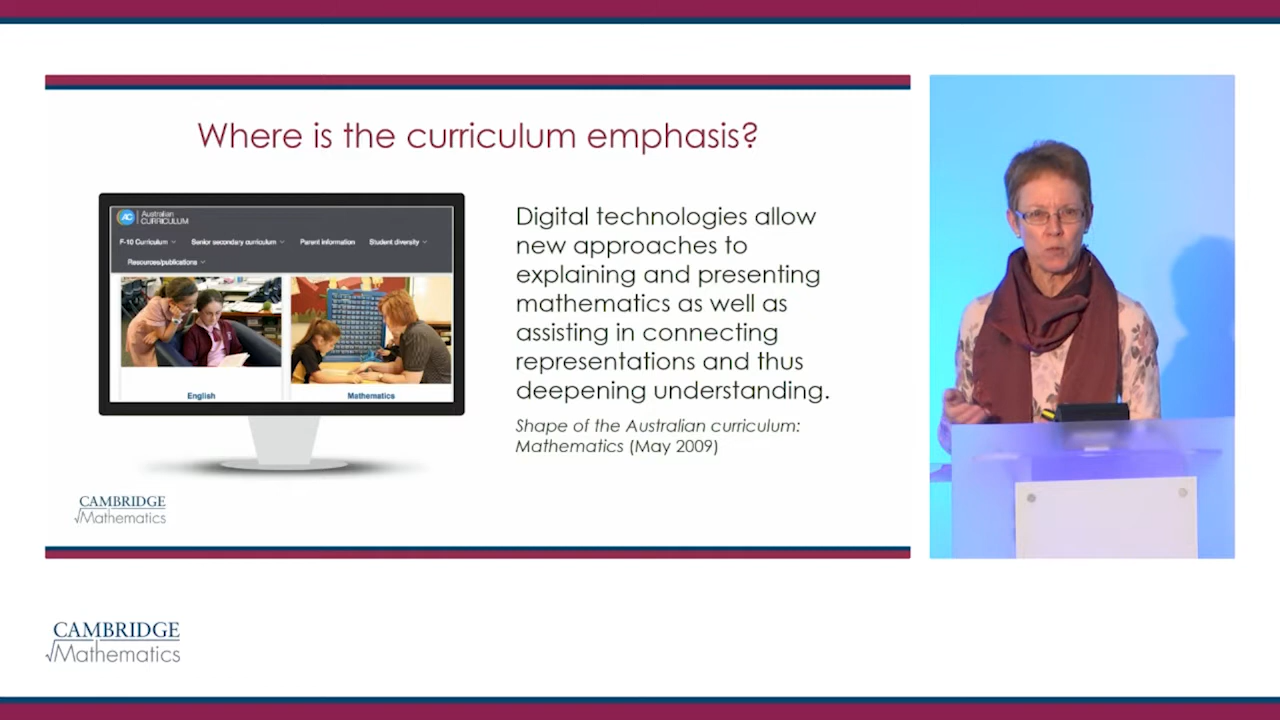 Where is the curriculum emphasis?
AC Australian
CURRICULUM
F-10 Curriculum Senior secondary curriculum Parent information Student diversity
Resources/publications
English Mathematics
Digital technologies allow
new approaches to
explaining and presenting
mathematics as well as
assisting in connecting
representations and thus
deepening understanding.
Shape of the Australian curriculum:
Mathematics (May 2009)
CAMBRIDGE
Mathematics
CAMBRIDGE
Mathematics